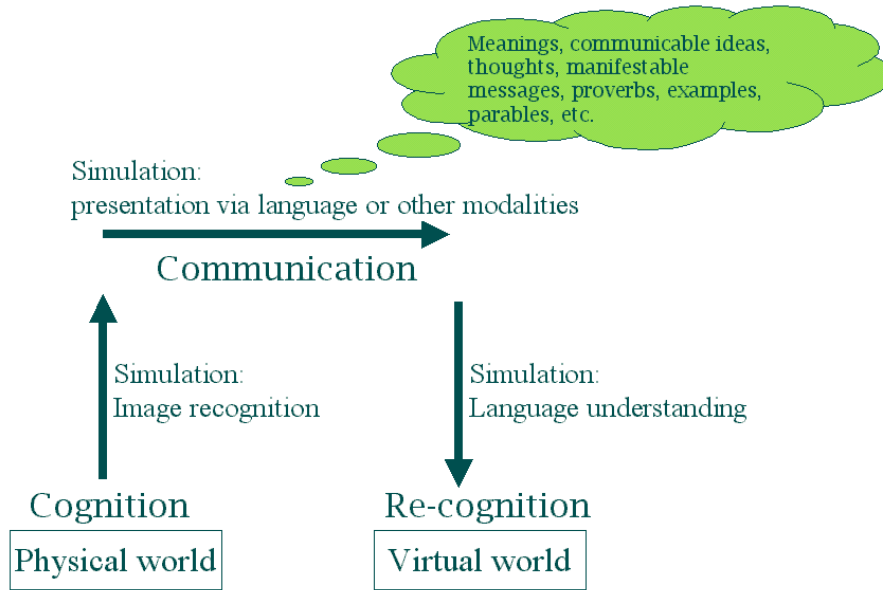 Meanings, communicable ideas,
thoughts, manifestable
messages, proverbs, examples,
parables, etc.
Simulation:
presentation via language or other modalities
Communication
Simulation:
Image recognition
Simulation:
Language understanding
Cognition
Re-cognition
Physical world
Virtual world